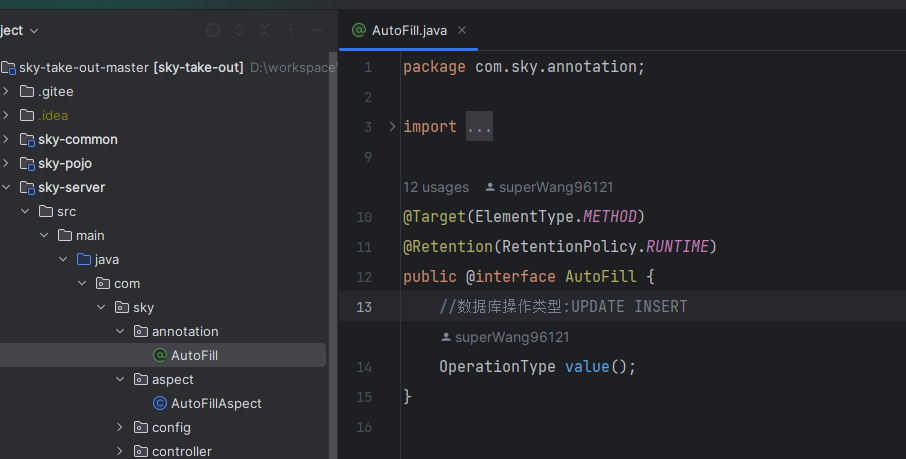 ject
sky-take-out-master [sky-take-out] D:\workspace\
.gitee
.idea
sky-common
sky-pojo
sky-server
src
main
java
com
sky
annotation
AutoFill
aspect
AutoFillAspect
config
controller
AutoFill.java
1 package com.sky.annotation;
2
3 import ...
9
12 usages superWang96121
10 @Target(ElementType.METHOD)
11 @Retention(RetentionPolicy.RUNTIME)
12 public @interface AutoFill {
13 //数据库操作类型:UPDATE INSERT
superWang96121
14 OperationType value();
15 }
16